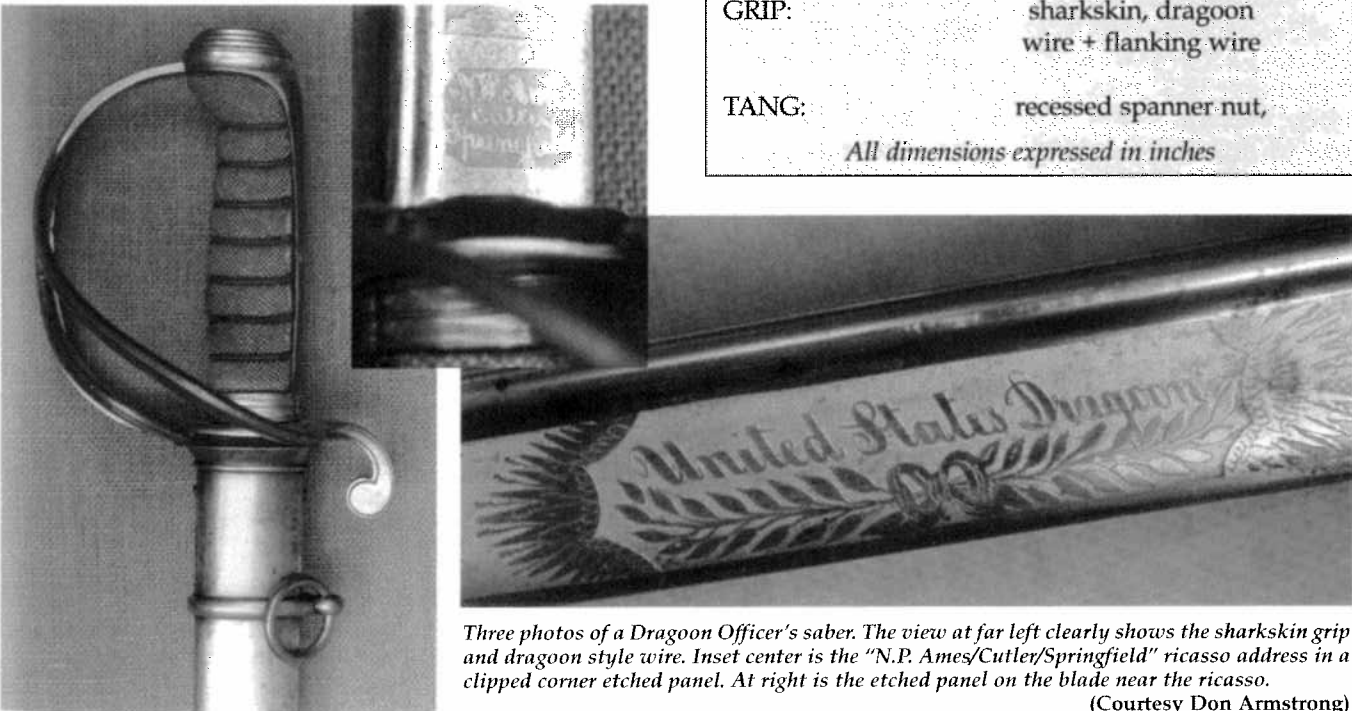 GRIP: sharkskin, dragoon
wire + flanking wire
TANG: recessed spanner nut,
All dimensions expressed in inches
United States Dragoon
Three photos of a Dragoon Officer's saber. The view at far left clearly shows the sharkskin grip
and dragoon style wire. Inset center is the "N.P. Ames/Cutler/Springfield" ricasso address in a
clipped corner etched panel. At right is the etched panel on the blade near the ricasso.
(Courtesy Don Armstrong)